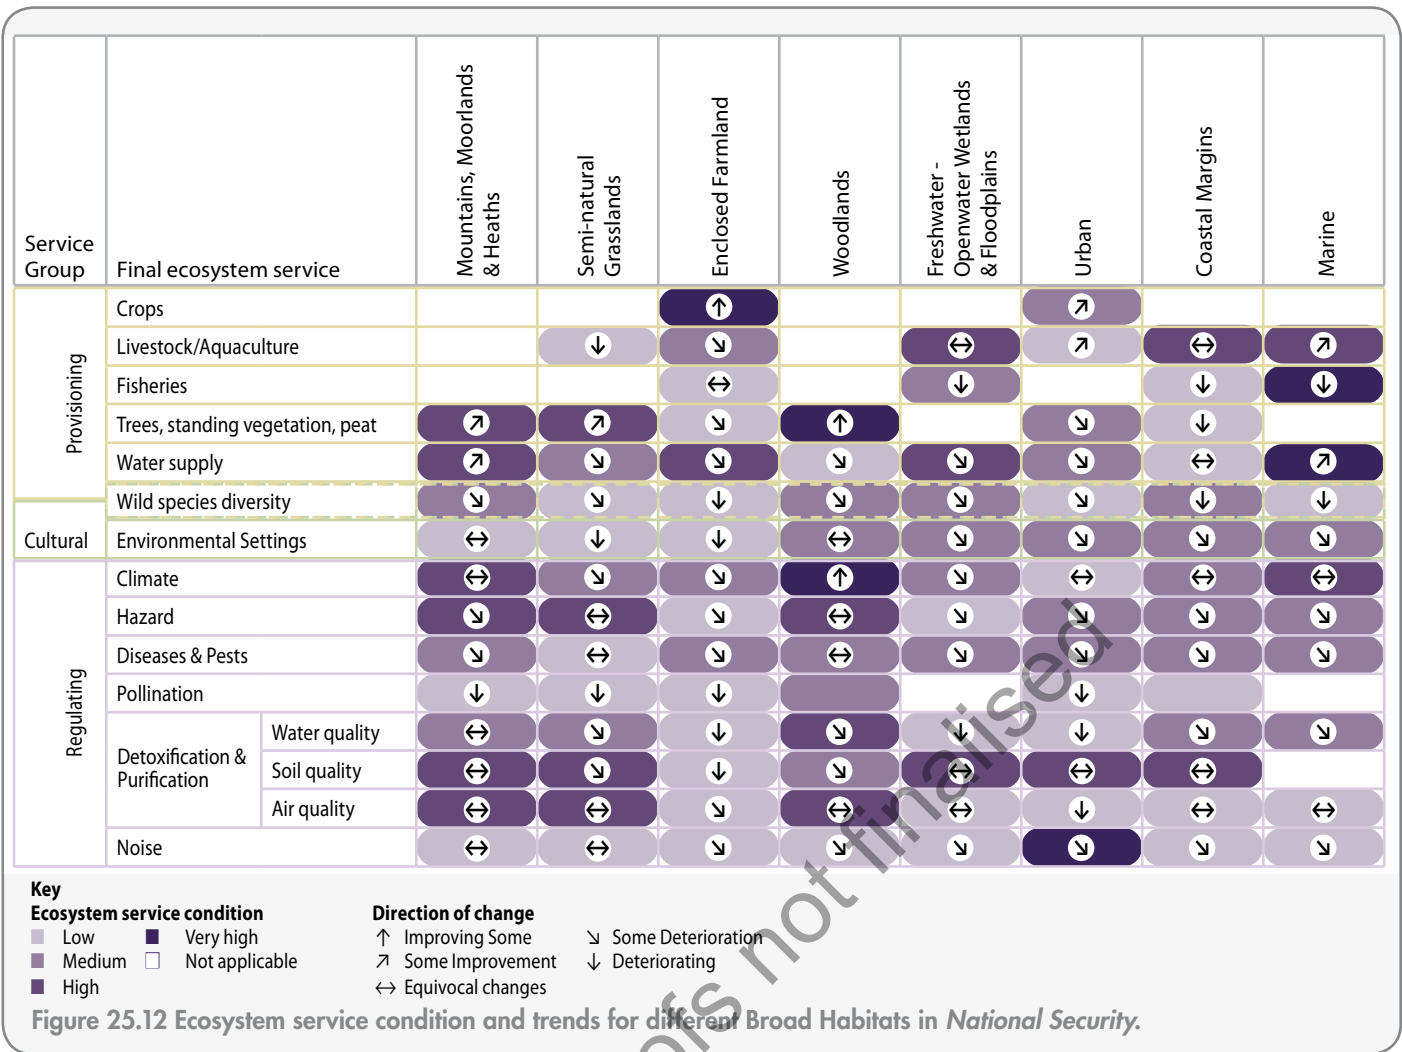 Service
Group
Final ecosystem service
Mountains, Moorlands
& Heaths
Semi-natural
Grasslands
Enclosed Farmland
Woodlands
Freshwater -
Openwater Wetlands
& Floodplains
Urban
Coastal Margins
Marine
Provisioning
Crops
Livestock/Aquaculture
Fisheries
Trees, standing vegetation, peat
Water supply
Wild species diversity
Cultural
Environmental Settings
Regulating
Climate
Hazard
Diseases & Pests
Pollination
Detoxification &
Purification
Water quality
Soil quality
Air quality
Noise
Key
Ecosystem service condition
Low
Very high
Medium
Not applicable
High
Direction of change
↑ Improving Some
↘ Some Deterioration
↗ Some Improvement
↓ Deteriorating
↔ Equivocal changes
Figure 25.12 Ecosystem service condition and trends for different Broad Habitats in National Security.
not finalised